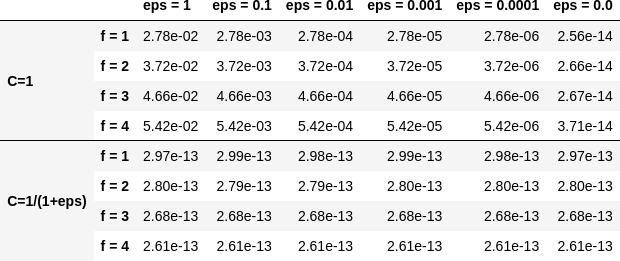 eps = 1 eps = 0.1 eps = 0.01 eps = 0.001 eps = 0.0001 eps = 0.0
C=1
f = 1 2.78e-02 2.78e-03 2.78e-04 2.78e-05 2.78e-06 2.56e-14
f = 2 3.72e-02 3.72e-03 3.72e-04 3.72e-05 3.72e-06 2.66e-14
f = 3 4.66e-02 4.66e-03 4.66e-04 4.66e-05 4.66e-06 2.67e-14
f = 4 5.42e-02 5.42e-03 5.42e-04 5.42e-05 5.42e-06 3.71e-14
C=1/(1+eps)
f = 1 2.97e-13 2.99e-13 2.98e-13 2.99e-13 2.98e-13 2.97e-13
f = 2 2.80e-13 2.79e-13 2.79e-13 2.80e-13 2.80e-13 2.80e-13
f = 3 2.68e-13 2.68e-13 2.68e-13 2.68e-13 2.68e-13 2.68e-13
f = 4 2.61e-13 2.61e-13 2.61e-13 2.61e-13 2.61e-13 2.61e-13